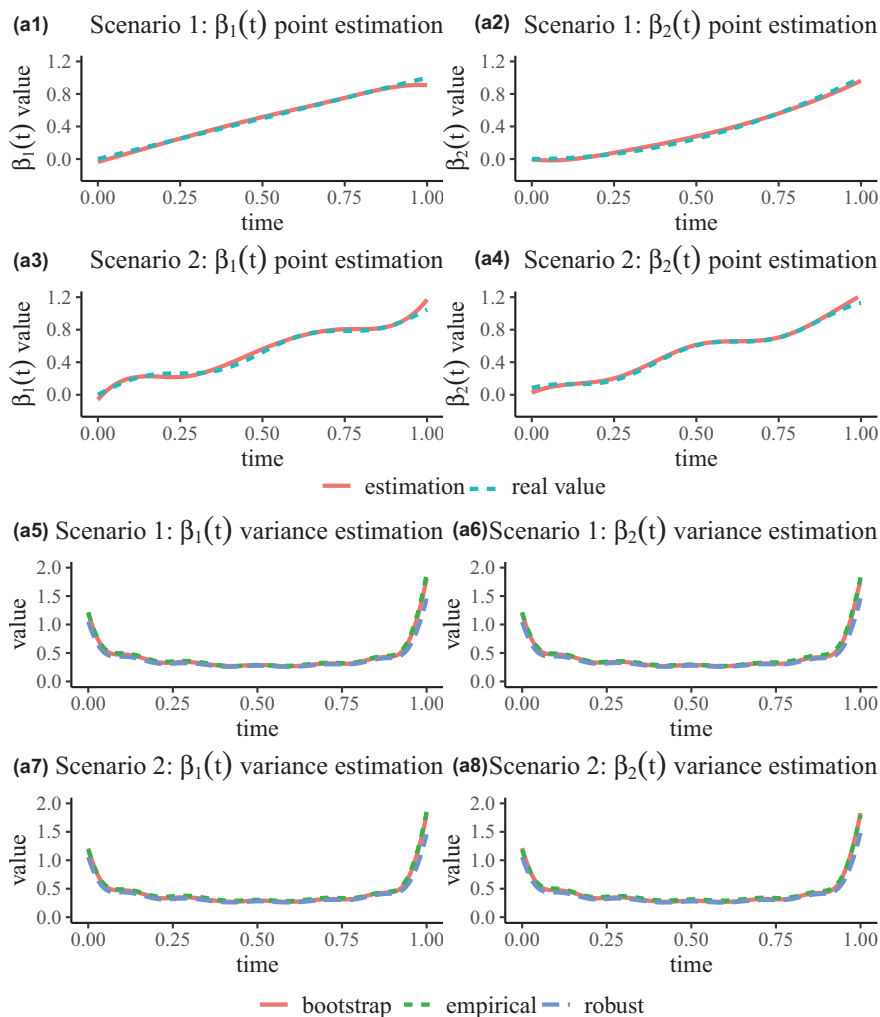 (a1) Scenario 1: β₁(t) point estimation
(a2) Scenario 1: β₂(t) point estimation
β₁(t) value
1.2
0.8
0.4
0.0
0.00 0.25 0.50 0.75 1.00
time
β₂(t) value
1.2
0.8
0.4
0.0
0.00 0.25 0.50 0.75 1.00
time
(a3) Scenario 2: β₁(t) point estimation
(a4) Scenario 2: β₂(t) point estimation
β₁(t) value
1.2
0.8
0.4
0.0
0.00 0.25 0.50 0.75 1.00
time
β₂(t) value
1.2
0.8
0.4
0.0
0.00 0.25 0.50 0.75 1.00
time
estimation real value
(a5) Scenario 1: β₁(t) variance estimation
(a6) Scenario 1: β₂(t) variance estimation
value
2.0
1.5
1.0
0.5
0.0
0.00 0.25 0.50 0.75 1.00
time
value
2.0
1.5
1.0
0.5
0.0
0.00 0.25 0.50 0.75 1.00
time
(a7) Scenario 2: β₁(t) variance estimation
(a8) Scenario 2: β₂(t) variance estimation
value
2.0
1.5
1.0
0.5
0.0
0.00 0.25 0.50 0.75 1.00
time
value
2.0
1.5
1.0
0.5
0.0
0.00 0.25 0.50 0.75 1.00
time
bootstrap empirical robust